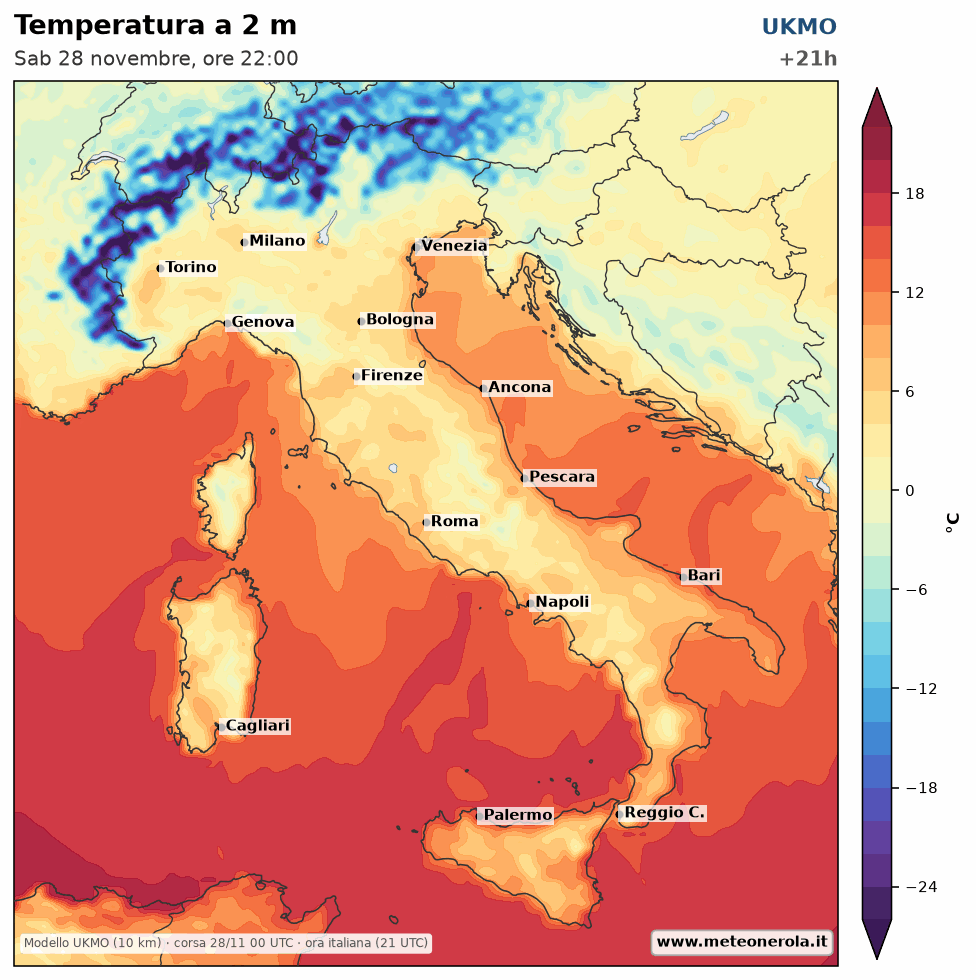 Temperatura a 2 m
UKMO
Sab 28 novembre, ore 22:00
+21h
Milano
Venezia
Torino
Genova
Bologna
Firenze
Ancona
Pescara
Roma
Bari
Napoli
Cagliari
Palermo
Reggio C.
18
12
6
0
−6
−12
−18
−24
°C
Modello UKMO (10 km) · corsa 28/11 00 UTC · ora italiana (21 UTC)
www.meteonerola.it